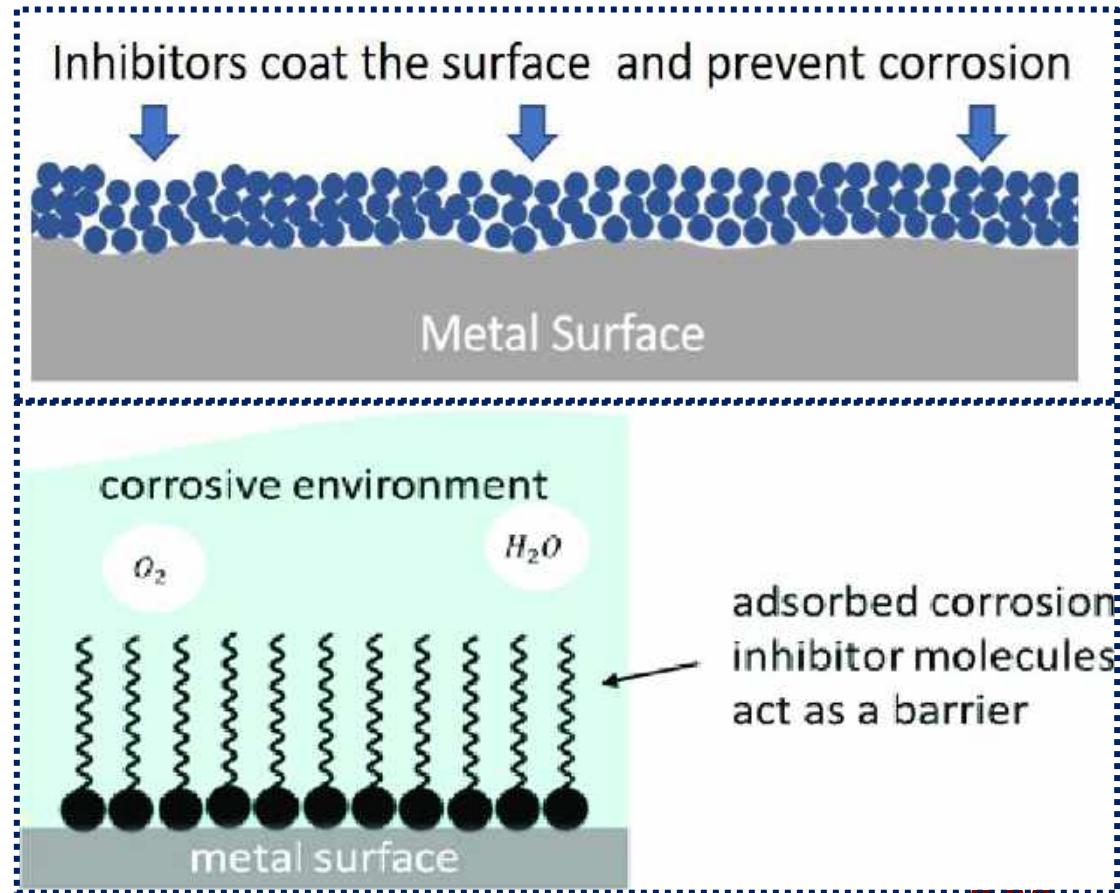 Inhibitors coat the surface and prevent corrosion
Metal Surface
corrosive environment
O₂
H₂O
adsorbed corrosion
inhibitor molecules
act as a barrier
metal surface